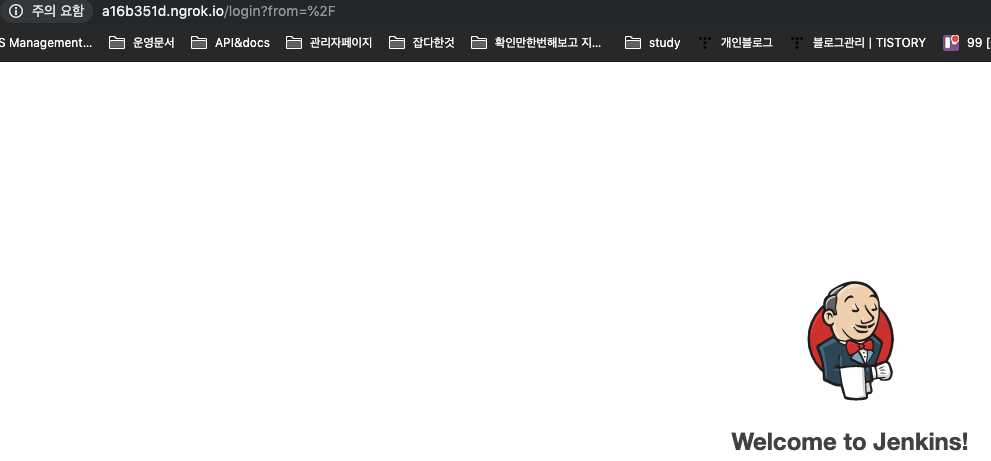 주의 요함 a16b351d.ngrok.io/login?from=%2F
S Management... 운영문서 API&docs 관리자페이지 잡다한것 확인만한번해보고 지... study 개인블로그 블로그관리 | TISTORY 99 [
Welcome to Jenkins!